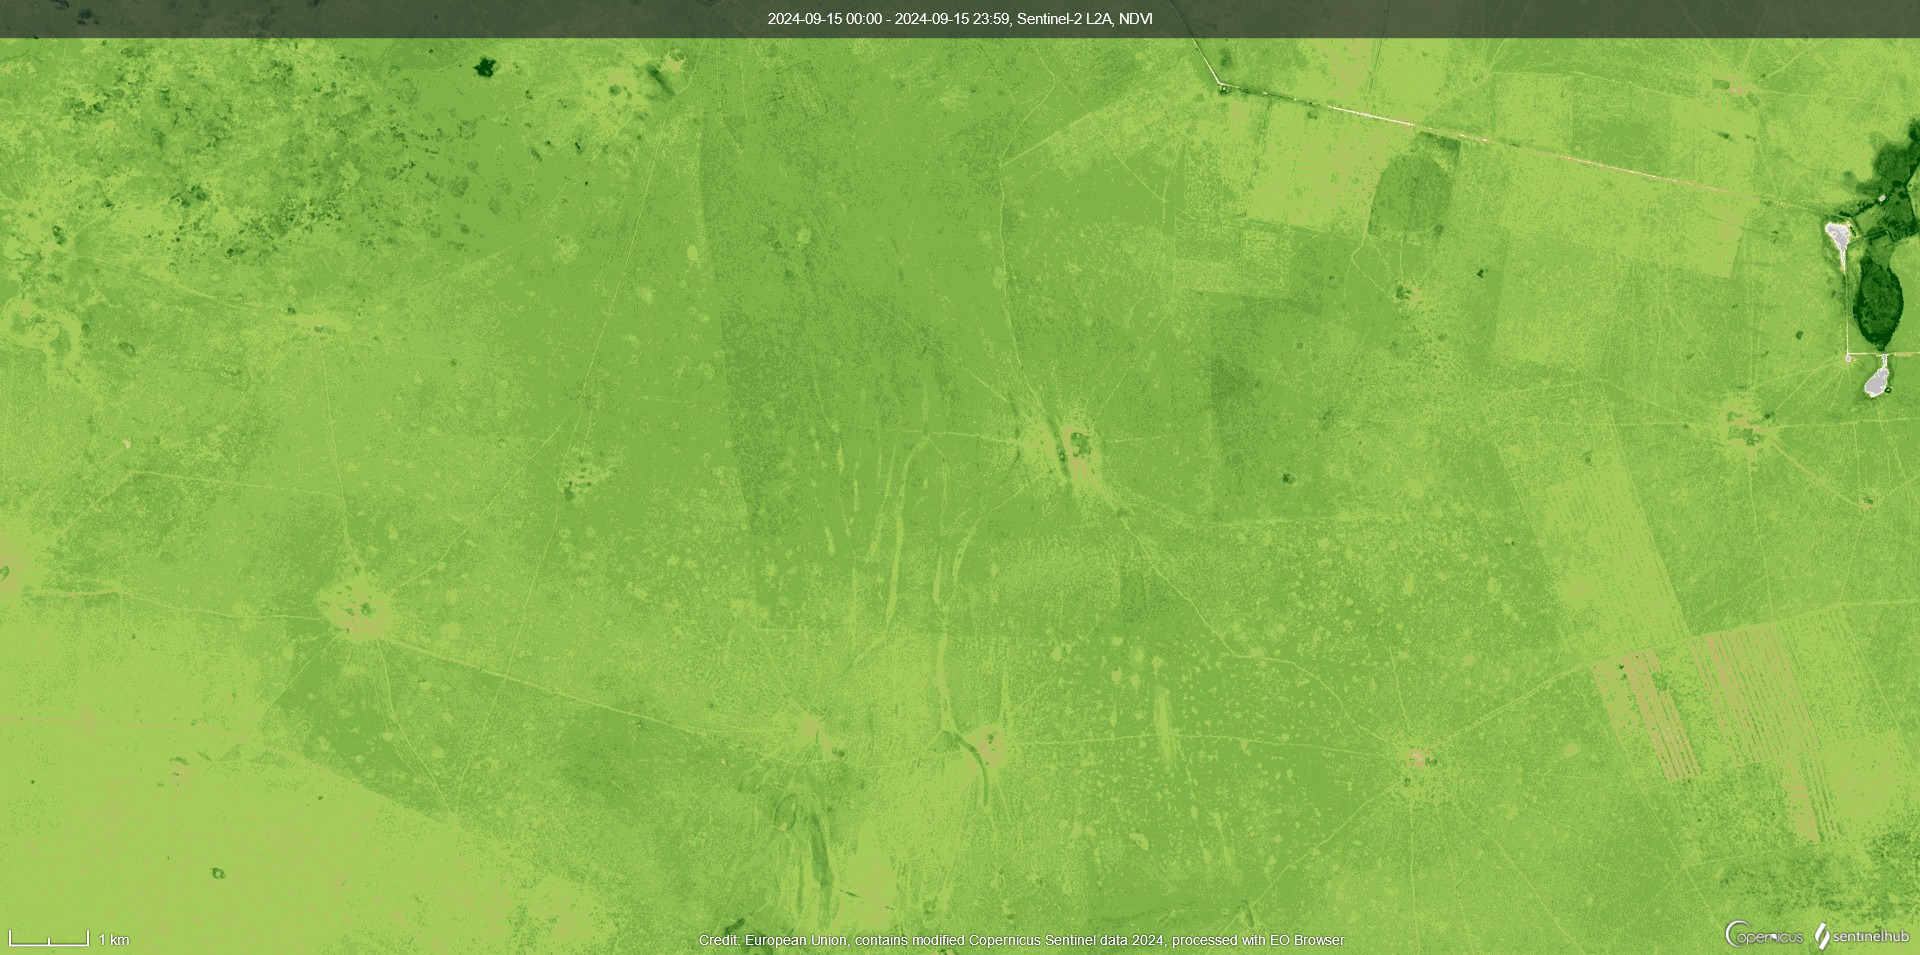 2024-09-15 00:00 - 2024-09-15 23:59, Sentinel-2 L2A, NDVI
1 km
Credit: European Union, contains modified Copernicus Sentinel data 2024, processed with EO Browser
opernicus sentinelhub